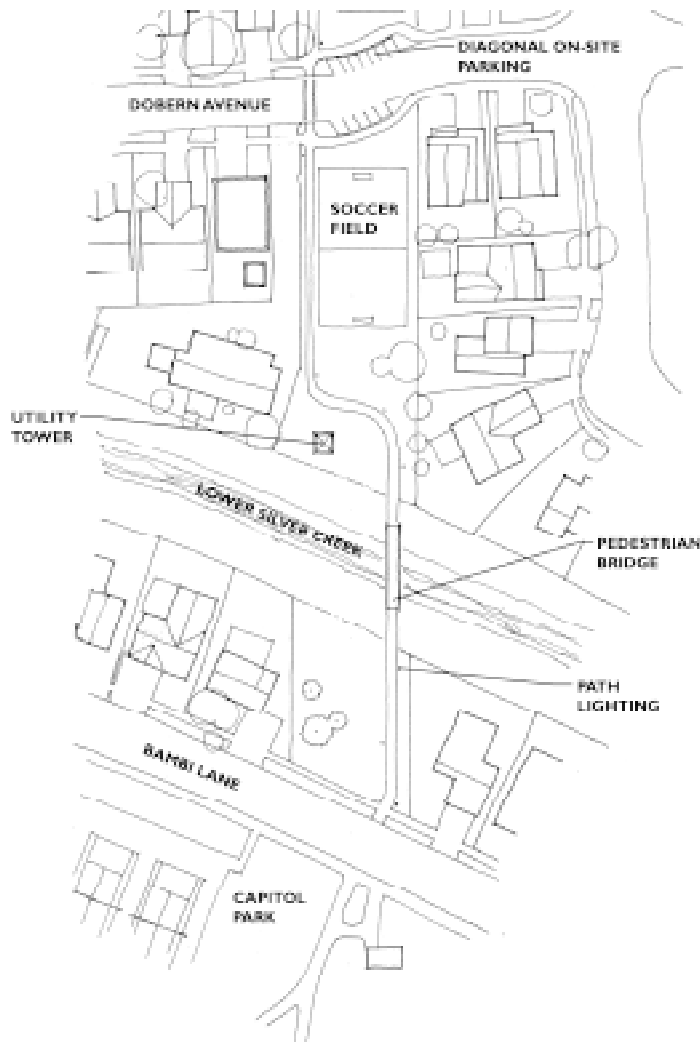 DIAGONAL ON-SITE
PARKING
DOBERN AVENUE
SOCCER
FIELD
UTILITY
TOWER
LOWER SILVER CREEK
PEDESTRIAN
BRIDGE
PATH
LIGHTING
BAMBI LANE
CAPITOL
PARK